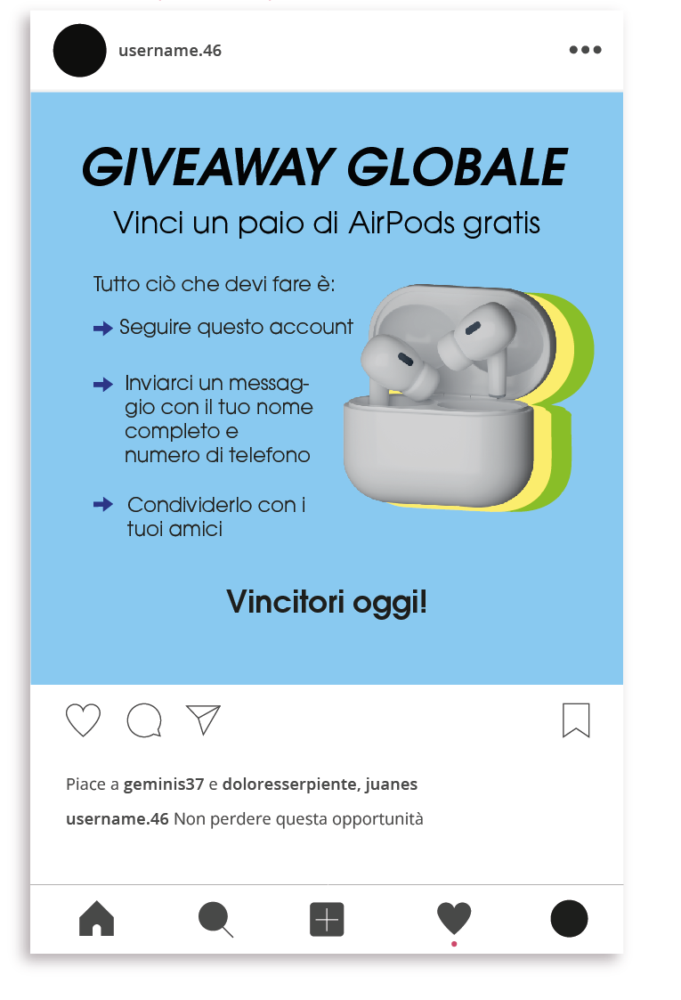 username.46
GIVEAWAY GLOBALE
Vinci un paio di AirPods gratis
Tutto ciò che devi fare è:
Seguire questo account
Inviarci un messag-
gio con il tuo nome
completo e
numero di telefono
Condividerlo con i
tuoi amici
Vincitori oggi!
Piace a geminis37 e doloresserpiente, juanes
username.46 Non perdere questa opportunità